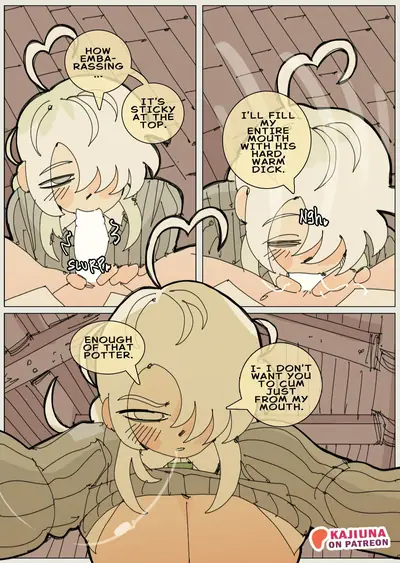 HOW
EMBA-
RASSING
...
IT'S
STICKY
AT THE
TOP.
SLURP
I'LL FILL
MY
ENTIRE
MOUTH
WITH HIS
HARD,
WARM
DICK.
Ngh
ENOUGH
OF THAT
POTTER.
I- I DON'T
WANT YOU
TO CUM
JUST
FROM MY
MOUTH.
KAJIUNA
ON PATREON